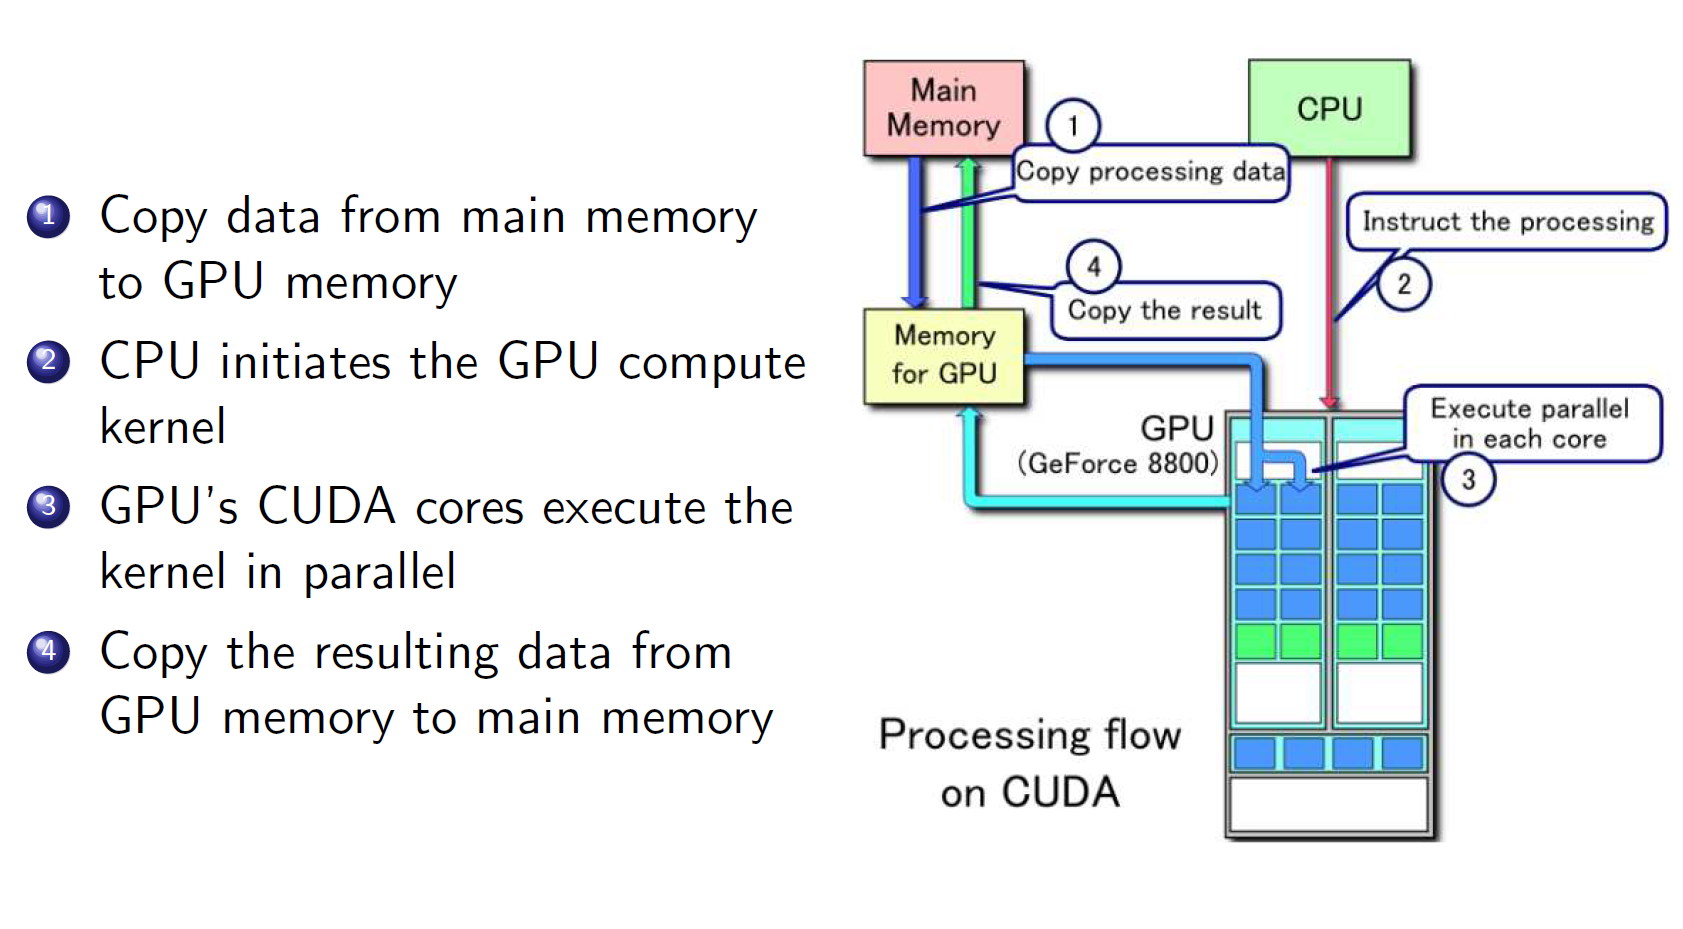 1 Copy data from main memory
to GPU memory
2 CPU initiates the GPU compute
kernel
3 GPU's CUDA cores execute the
kernel in parallel
4 Copy the resulting data from
GPU memory to main memory
Main
Memory
CPU
1
Copy processing data
Instruct the processing
2
4
Copy the result
Memory
for GPU
Execute parallel
in each core
3
GPU
(GeForce 8800)
Processing flow
on CUDA